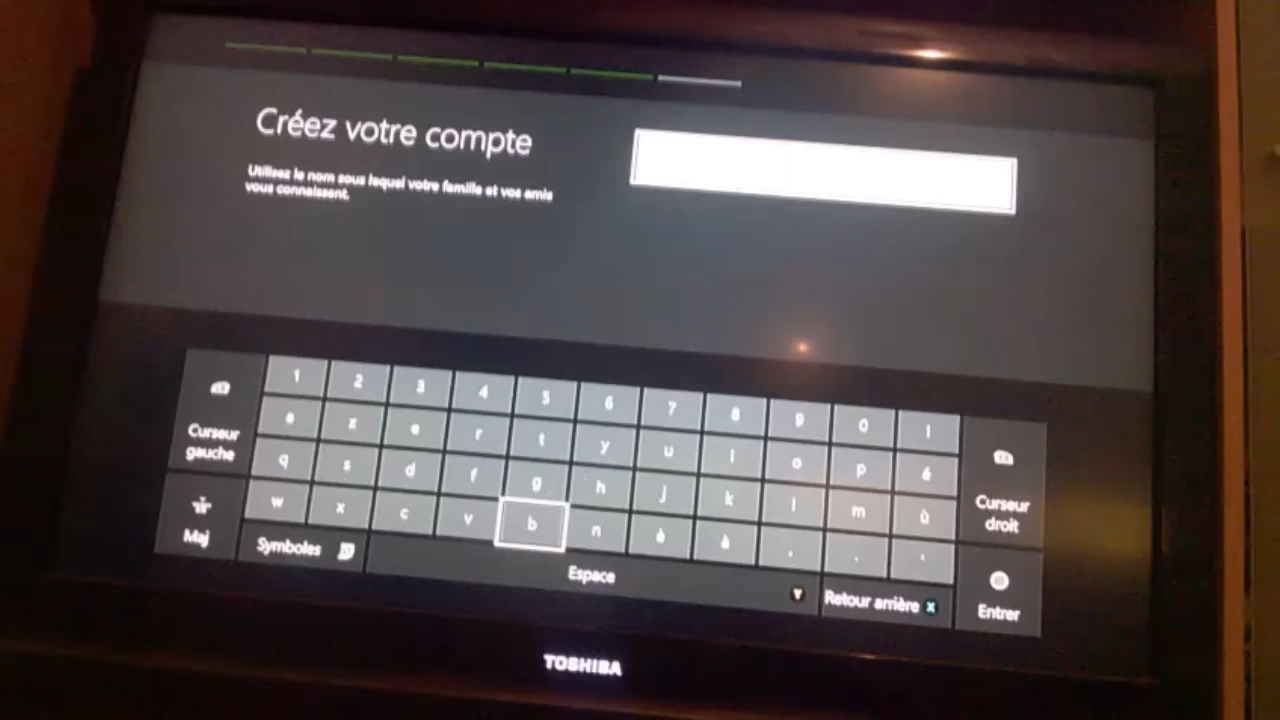 Créez votre compte
Utilisez le nom sous lequel votre famille et vos amis
vous connaissent.
1 2 3 4 5 6 7 8 9 0
a z e r t y u i o p é
q s d f g h j k l m ù
w x c v b n è à , . '
Curseur
gauche
Curseur
droit
Maj
Symboles
Espace
Y
Retour arrière X
Entrer
TOSHIBA